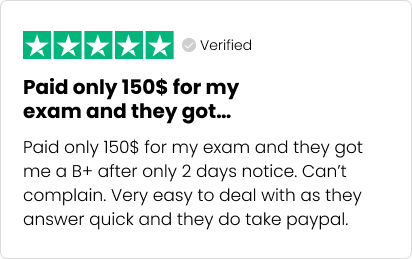 Verified
Paid only 150$ for my
exam and they got...
Paid only 150$ for my exam and they got
me a B+ after only 2 days notice. Can’t
complain. Very easy to deal with as they
answer quick and they do take paypal.